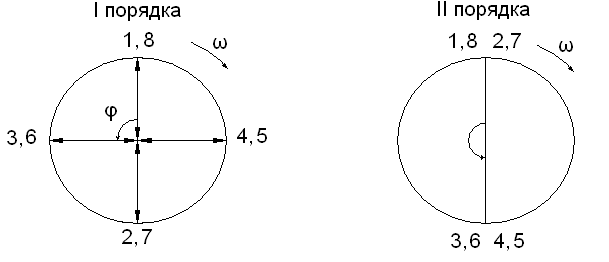 I порядка
1,8
ω
φ
3,6
4,5
2,7
II порядка
1,8 2,7
ω
3,6 4,5